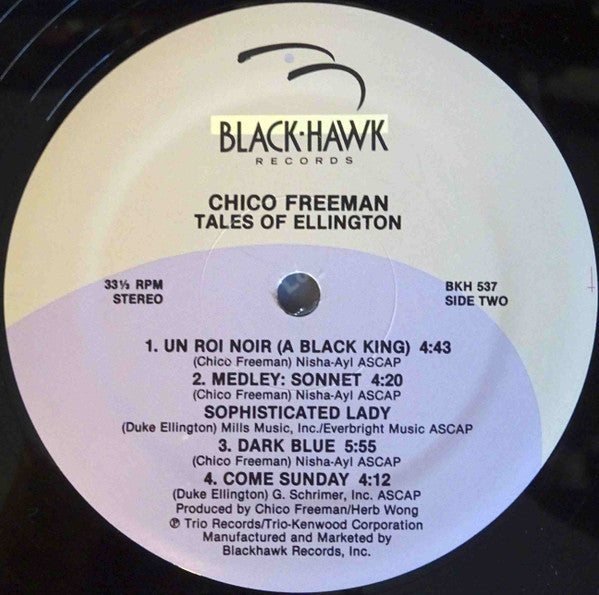 BLACK·HAWK
RECORDS
CHICO FREEMAN
TALES OF ELLINGTON
33⅓ RPM
STEREO
BKH 537
SIDE TWO
1. UN ROI NOIR (A BLACK KING) 4:43
(Chico Freeman) Nisha-Ayl ASCAP
2. MEDLEY: SONNET 4:20
(Chico Freeman) Nisha-Ayl ASCAP
SOPHISTICATED LADY
(Duke Ellington) Mills Music, Inc./Everbright Music ASCAP
3. DARK BLUE 5:55
(Chico Freeman) Nisha-Ayl ASCAP
4. COME SUNDAY 4:12
(Duke Ellington) G. Schrimer, Inc. ASCAP
Produced by Chico Freeman/Herb Wong
℗ Trio Records/Trio-Kenwood Corporation
Manufactured and Marketed by
Blackhawk Records, Inc.